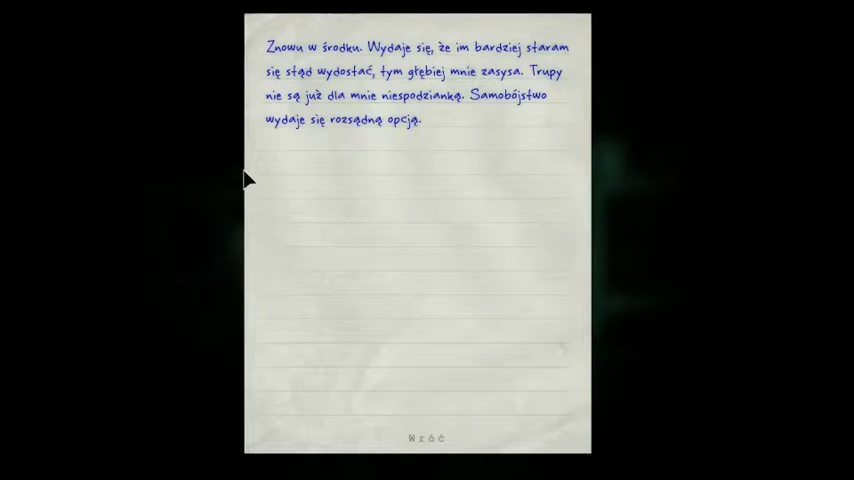 Znowu w środku. Wydaje się, że im bardziej staram
się stąd wydostać, tym głębiej mnie zasysa. Trupy
nie są już dla mnie niespodzianką. Samobójstwo
wydaje się rozsądną opcją.
Wróć